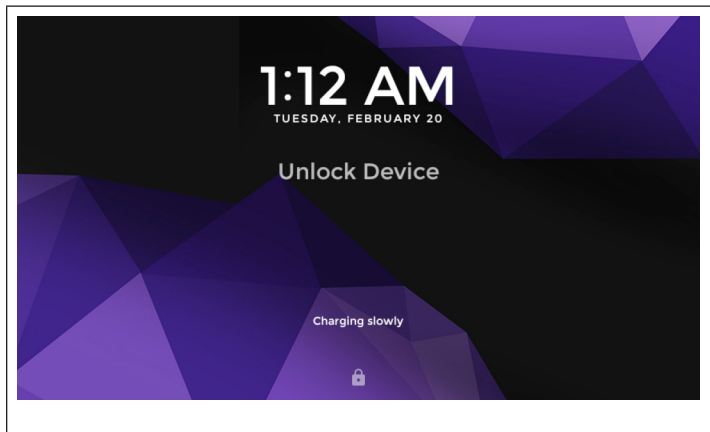 1:12 AM
TUESDAY, FEBRUARY 20
Unlock Device
Charging slowly